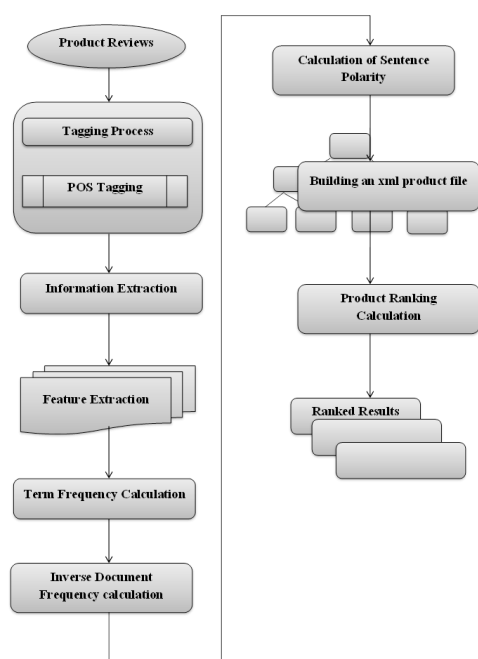 Product Reviews
Tagging Process
POS Tagging
Information Extraction
Feature Extraction
Term Frequency Calculation
Inverse Document
Frequency calculation
Calculation of Sentence
Polarity
Building an xml product file
Product Ranking
Calculation
Ranked Results